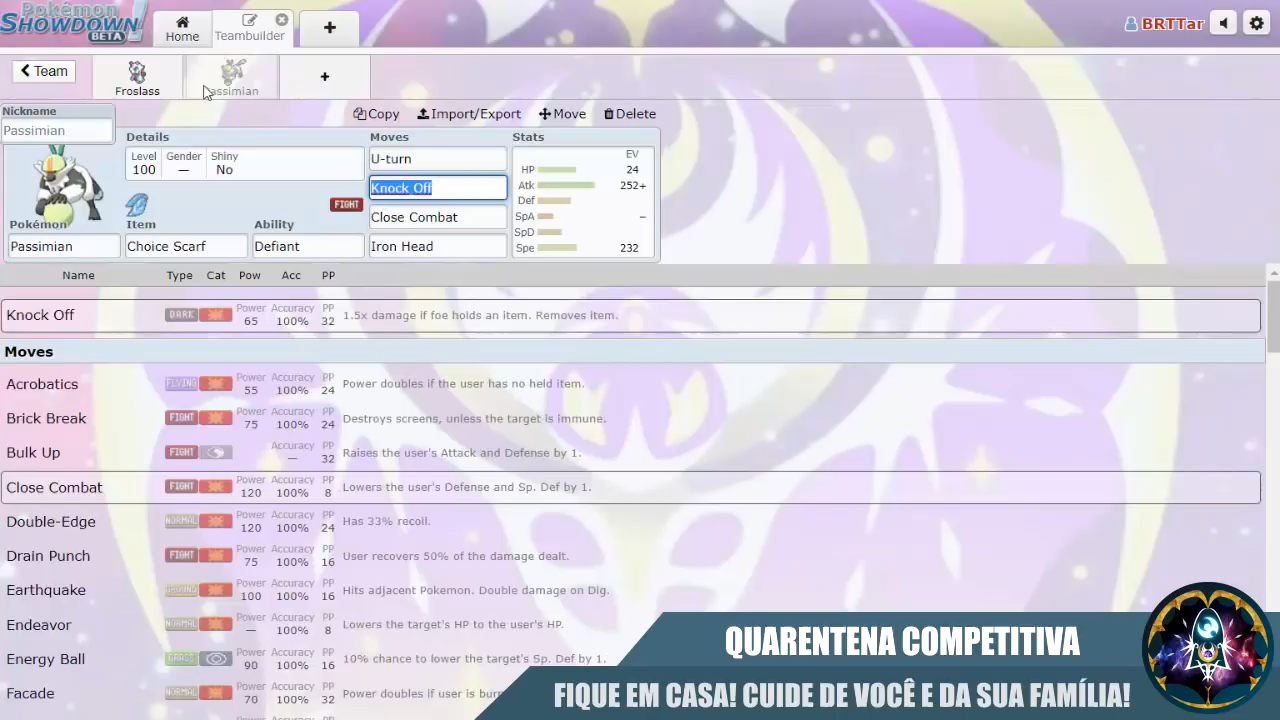 Pokémon
SHOWDOWN!
BETA
Home
Teambuilder
+
BRTTar
Team
Froslass
assimian
+
Nickname
Passimian
Copy
Import/Export
Move
Delete
Details
Moves
Stats
Level
100
Gender
—
Shiny
No
U-turn
Knock Off
Close Combat
Iron Head
EV
HP 24
Atk 252+
Def
SpA –
SpD
Spe 232
FIGHT
Pokémon
Item
Ability
Passimian
Choice Scarf
Defiant
Name Type Cat Pow Acc PP
Knock Off DARK Power 65 Accuracy 100% PP 32 1.5x damage if foe holds an item. Removes item.
Moves
Acrobatics FLYING Power 55 Accuracy 100% PP 24 Power doubles if the user has no held item.
Brick Break FIGHT Power 75 Accuracy 100% PP 24 Destroys screens, unless the target is immune.
Bulk Up FIGHT Accuracy — PP 32 Raises the user's Attack and Defense by 1.
Close Combat FIGHT Power 120 Accuracy 100% PP 8 Lowers the user's Defense and Sp. Def by 1.
Double-Edge NORMAL Power 120 Accuracy 100% PP 24 Has 33% recoil.
Drain Punch FIGHT Power 75 Accuracy 100% PP 16 User recovers 50% of the damage dealt.
Earthquake GROUND Power 100 Accuracy 100% PP 16 Hits adjacent Pokemon. Double damage on Dig.
Endeavor NORMAL Power — Accuracy 100% PP 8 Lowers the target's HP to the user's HP.
Energy Ball GRASS Power 90 Accuracy 100% PP 16 10% chance to lower the target's Sp. Def by 1.
Facade NORMAL Power 70 Accuracy 100% PP 32 Power doubles if user is burn
Power Accuracy PP
QUARENTENA COMPETITIVA
FIQUE EM CASA! CUIDE DE VOCÊ E DA SUA FAMÍLIA!